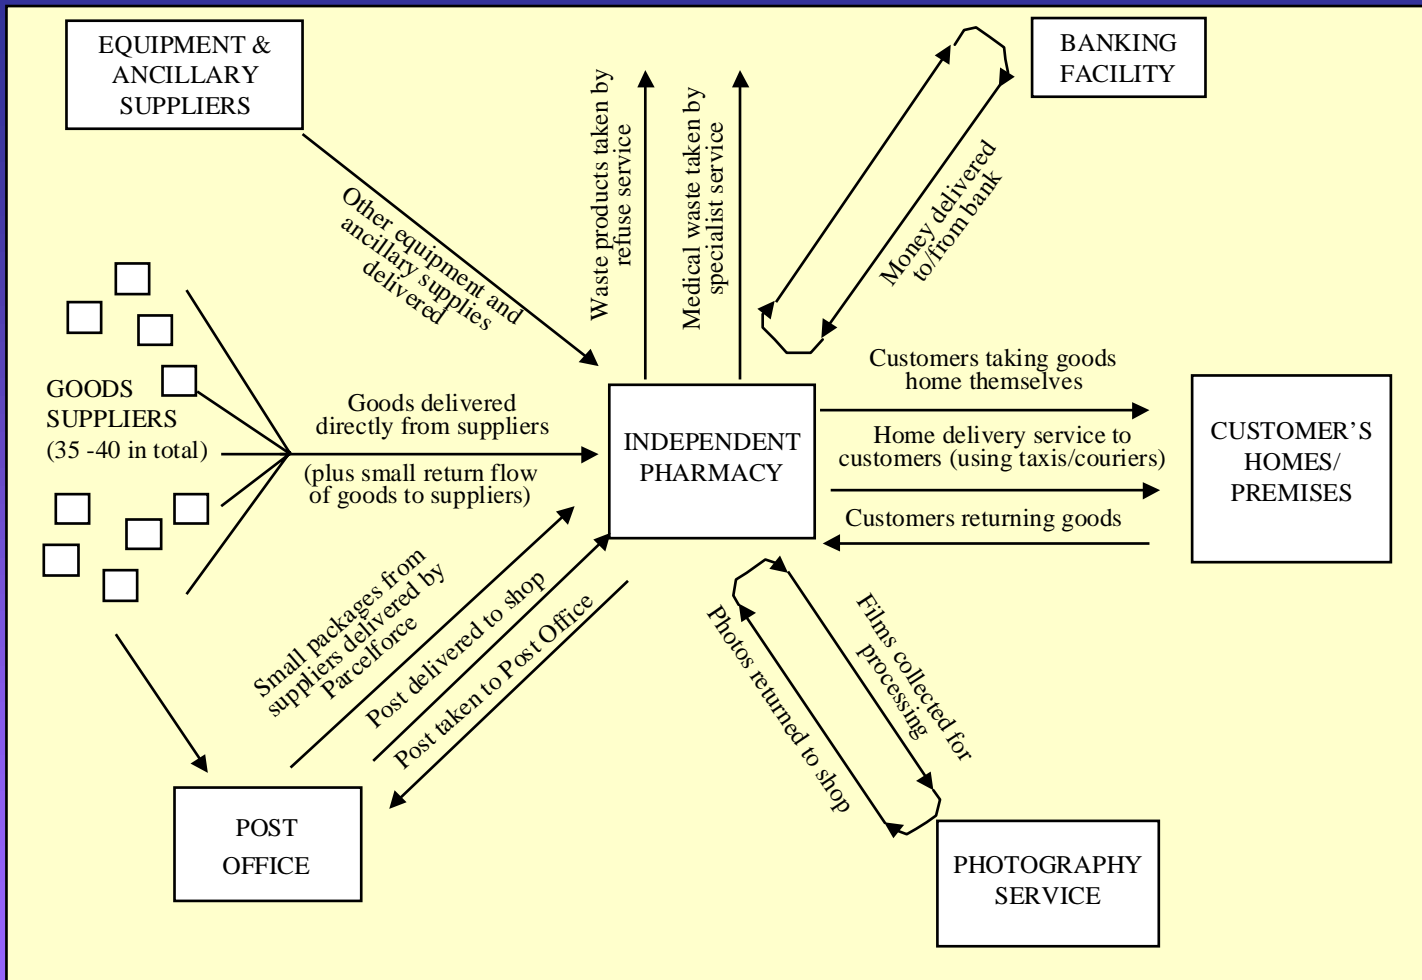 EQUIPMENT &
ANCILLARY
SUPPLIERS
BANKING
FACILITY
Waste products taken by
refuse service
Medical waste taken by
specialist service
Money delivered
to/from bank
Other equipment and
ancillary supplies
delivered
GOODS
SUPPLIERS
(35 -40 in total)
Goods delivered
directly from suppliers
(plus small return flow
of goods to suppliers)
INDEPENDENT
PHARMACY
Customers taking goods
home themselves
Home delivery service to
customers (using taxis/couriers)
Customers returning goods
CUSTOMER’S
HOMES/
PREMISES
Small packages from
suppliers delivered by
Parcelforce
Post delivered to shop
Post taken to Post Office
Photos returned to shop
Films collected for
processing
POST
OFFICE
PHOTOGRAPHY
SERVICE